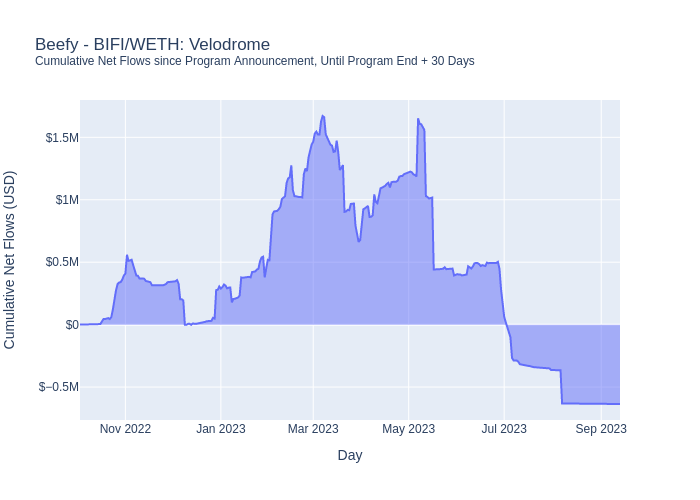 Beefy - BIFI/WETH: Velodrome
Cumulative Net Flows since Program Announcement, Until Program End + 30 Days
Cumulative Net Flows (USD)
$1.5M
$1M
$0.5M
$0
$−0.5M
Nov 2022
Jan 2023
Mar 2023
May 2023
Jul 2023
Sep 2023
Day